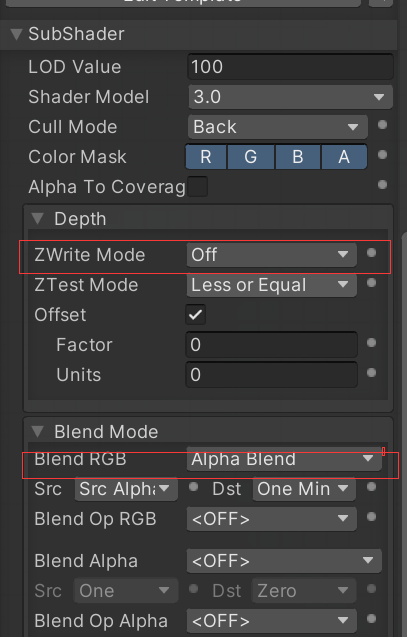 Edit Template
SubShader
LOD Value 100
Shader Model 3.0
Cull Mode Back
Color Mask R G B A
Alpha To Coverag
Depth
ZWrite Mode Off
ZTest Mode Less or Equal
Offset
Factor 0
Units 0
Blend Mode
Blend RGB Alpha Blend
Src Src Alpha Dst One Min
Blend Op RGB <OFF>
Blend Alpha <OFF>
Src One Dst Zero
Blend Op Alpha <OFF>